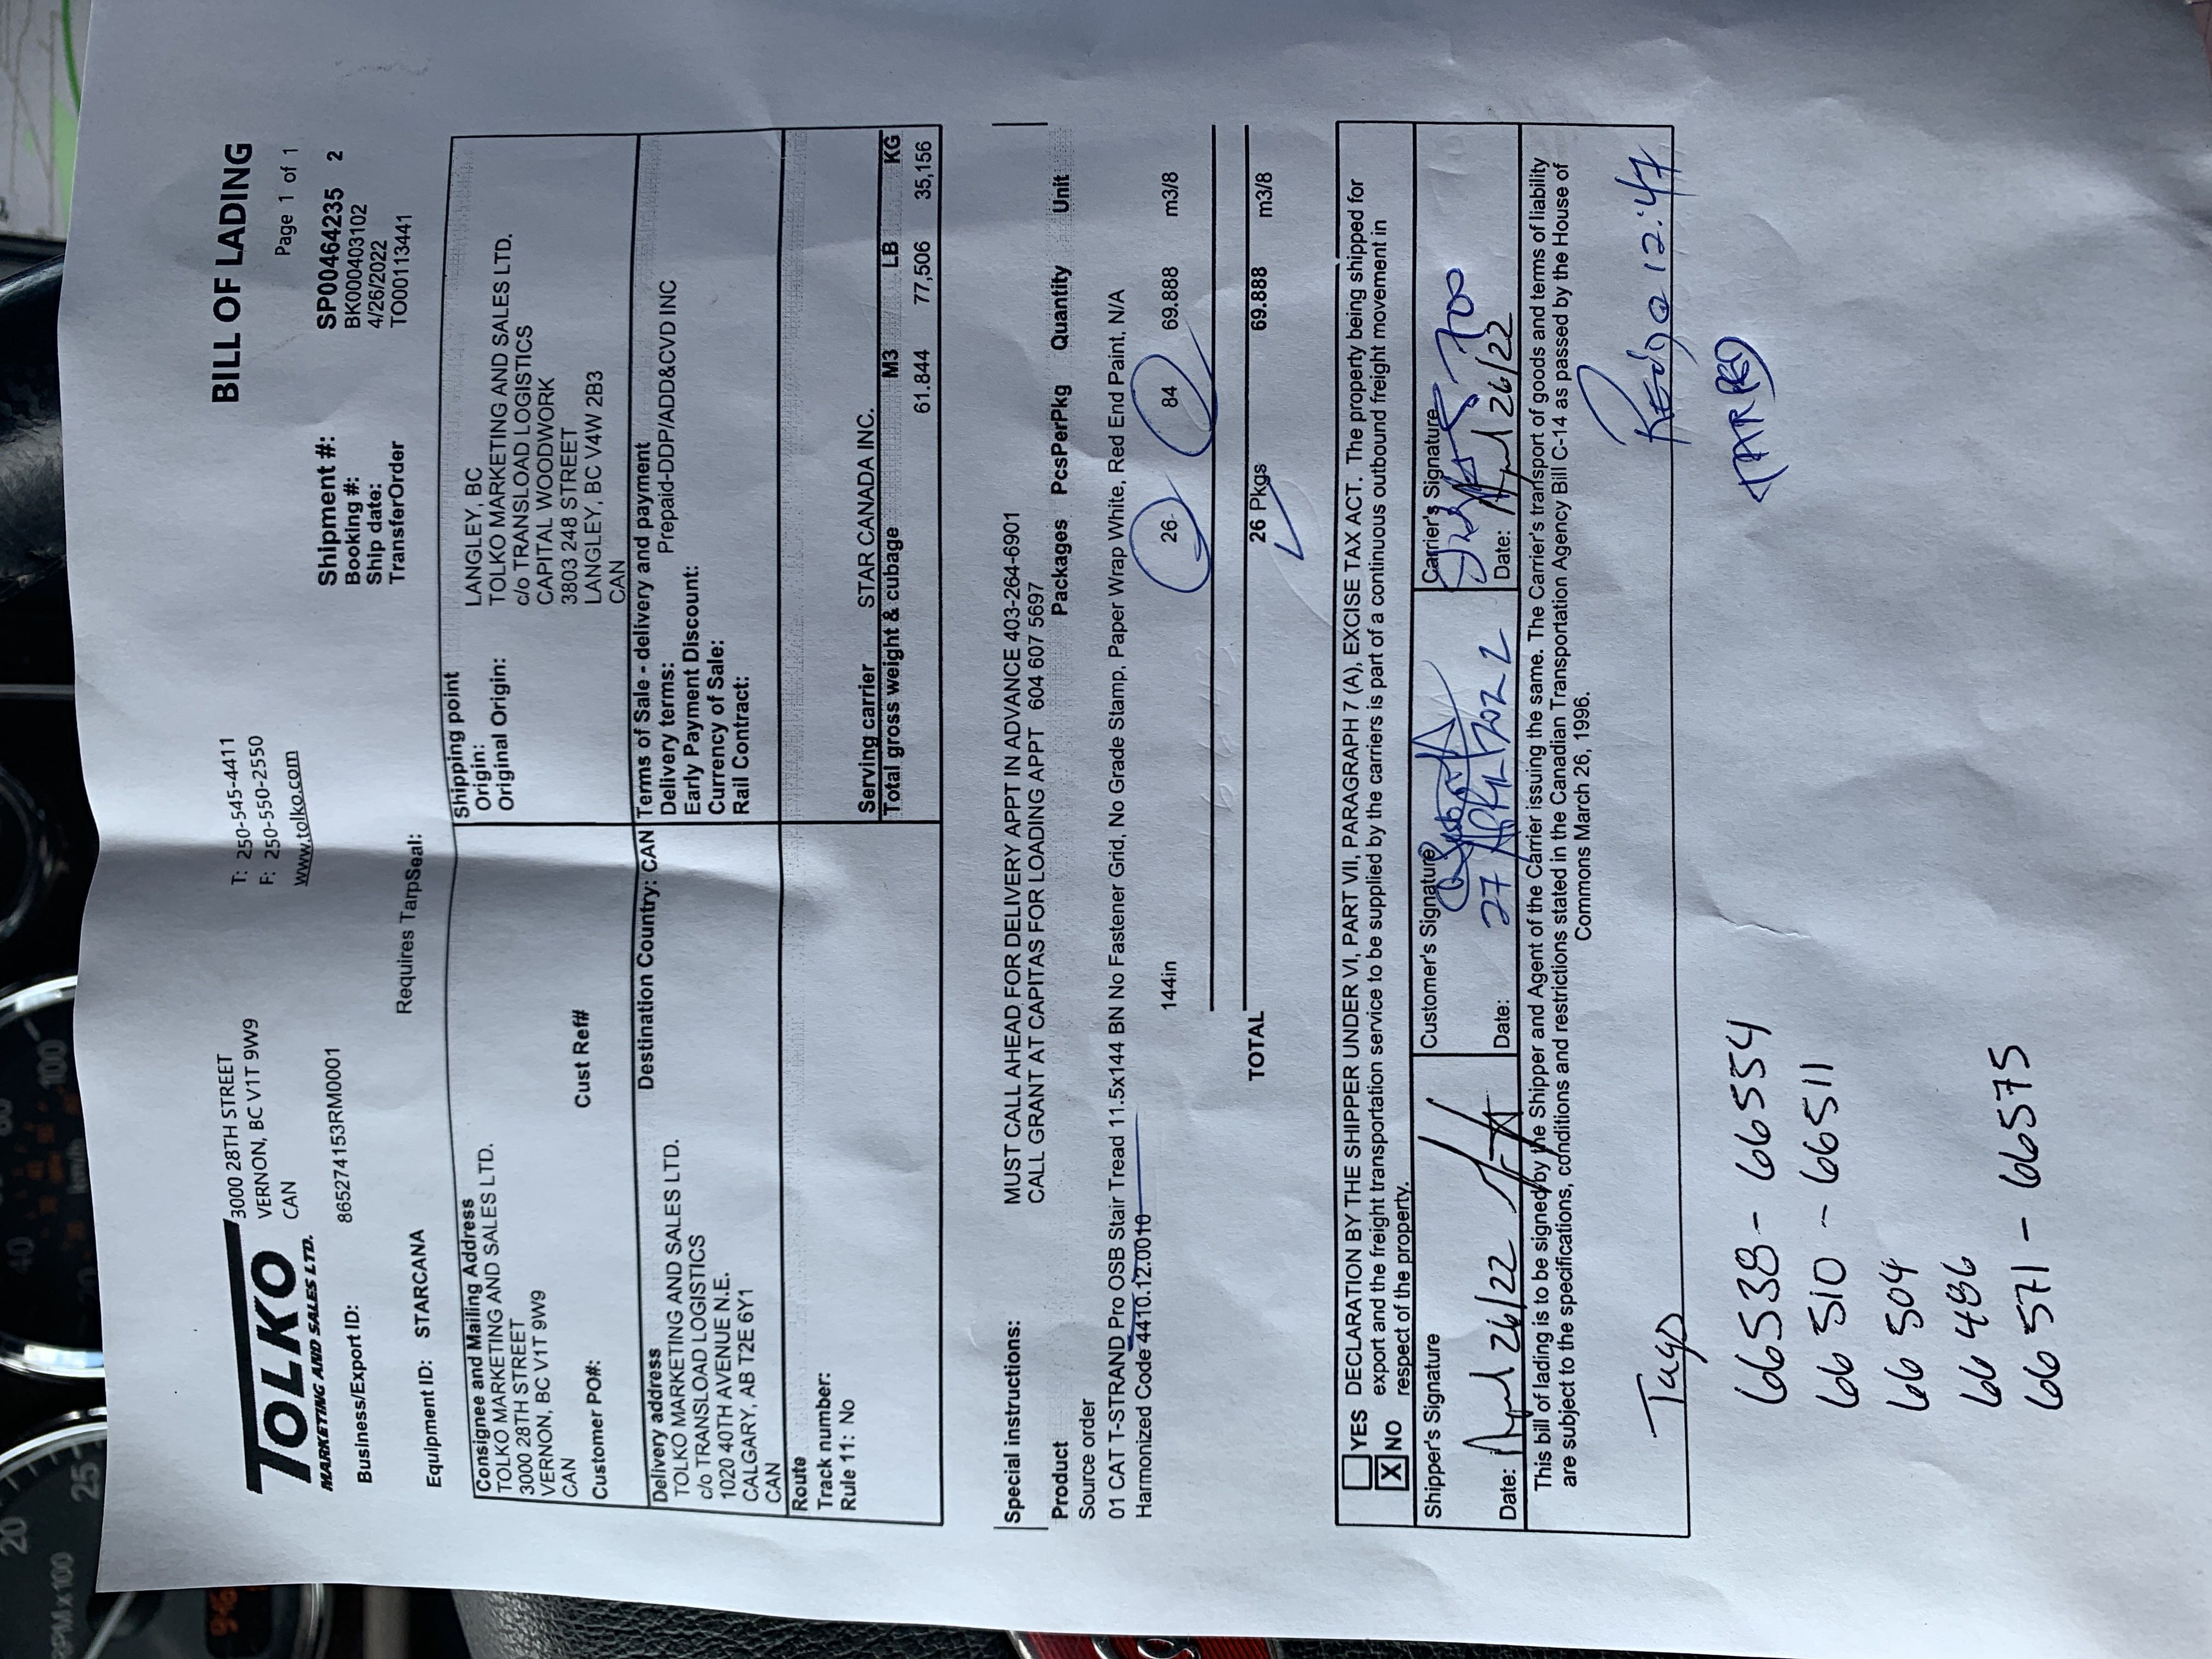 20
RPM x 100
25
40
60
100
20
km/h
TOLKO
MARKETING AND SALES LTD.
3000 28TH STREET
VERNON, BC V1T 9W9
CAN
T: 250-545-4411
F: 250-550-2550
www.tolko.com
BILL OF LADING
Page 1 of 1
Business/Export ID: 865274153RM0001
Shipment #: SP00464235 2
Booking #: BK000403102
Ship date: 4/26/2022
TransferOrder TO00113441
Equipment ID: STARCANA
Requires TarpSeal:
Consignee and Mailing Address
TOLKO MARKETING AND SALES LTD.
3000 28TH STREET
VERNON, BC V1T 9W9
CAN
Customer PO#: Cust Ref#
Shipping point
Origin: LANGLEY, BC
Original Origin: TOLKO MARKETING AND SALES LTD.
c/o TRANSLOAD LOGISTICS
CAPITAL WOODWORK
3803 248 STREET
LANGLEY, BC V4W 2B3
CAN
Delivery address Destination Country: CAN
TOLKO MARKETING AND SALES LTD.
c/o TRANSLOAD LOGISTICS
1020 40TH AVENUE N.E.
CALGARY, AB T2E 6Y1
CAN
Terms of Sale - delivery and payment
Delivery terms: Prepaid-DDP/ADD&CVD INC
Early Payment Discount:
Currency of Sale:
Rail Contract:
Route
Track number:
Rule 11: No
Serving carrier STAR CANADA INC.
Total gross weight & cubage M3 LB KG
61.844 77,506 35,156
Special instructions: MUST CALL AHEAD FOR DELIVERY APPT IN ADVANCE 403-264-6901
CALL GRANT AT CAPITAS FOR LOADING APPT 604 607 5697
Product Packages PcsPerPkg Quantity Unit
Source order
01 CAT T-STRAND Pro OSB Stair Tread 11.5x144 BN No Fastener Grid, No Grade Stamp, Paper Wrap White, Red End Paint, N/A
Harmonized Code 4410.12.0010
144in 26 84 69.888 m3/8
TOTAL 26 Pkgs 69.888 m3/8
YES DECLARATION BY THE SHIPPER UNDER VI, PART VII, PARAGRAPH 7 (A), EXCISE TAX ACT. The property being shipped for
X NO export and the freight transportation service to be supplied by the carriers is part of a continuous outbound freight movement in
respect of the property.
Shipper's Signature
Date: April 26/22
Customer's Signature
Date: 27 APRIL 2022
Carrier's Signature
700
Date: April 26/22
This bill of lading is to be signed by the Shipper and Agent of the Carrier issuing the same. The Carrier's transport of goods and terms of liability
are subject to the specifications, conditions and restrictions stated in the Canadian Transportation Agency Bill C-14 as passed by the House of
Commons March 26, 1996.
Tags
@ 12:47
TARPED
66538 - 66554
66510 - 66511
66504
66486
66571 - 66575